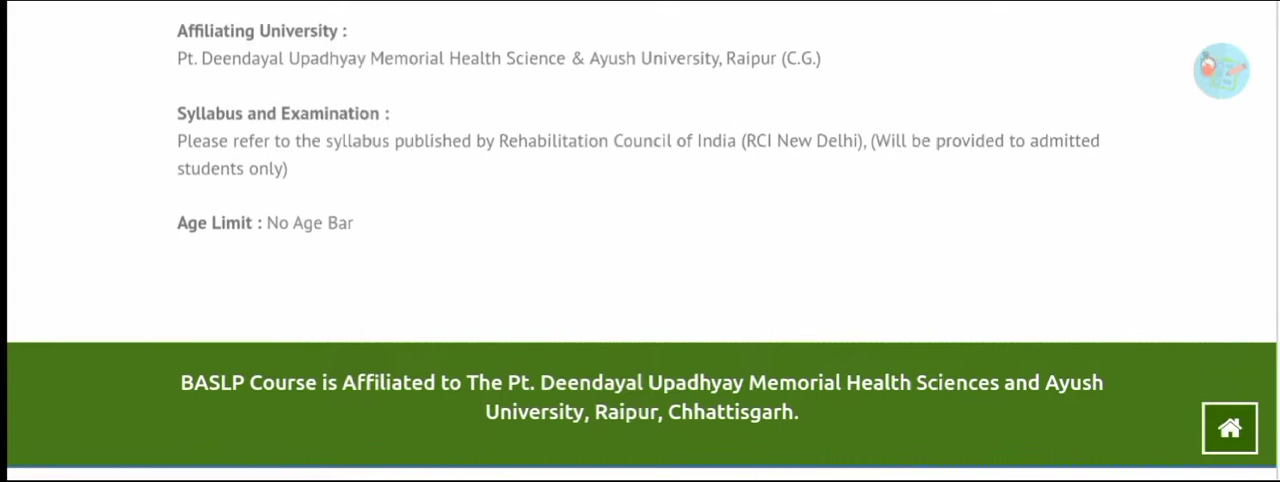 Affiliating University :
Pt. Deendayal Upadhyay Memorial Health Science & Ayush University, Raipur (C.G.)
Syllabus and Examination :
Please refer to the syllabus published by Rehabilitation Council of India (RCI New Delhi), (Will be provided to admitted
students only)
Age Limit : No Age Bar
BASLP Course is Affiliated to The Pt. Deendayal Upadhyay Memorial Health Sciences and Ayush
University, Raipur, Chhattisgarh.